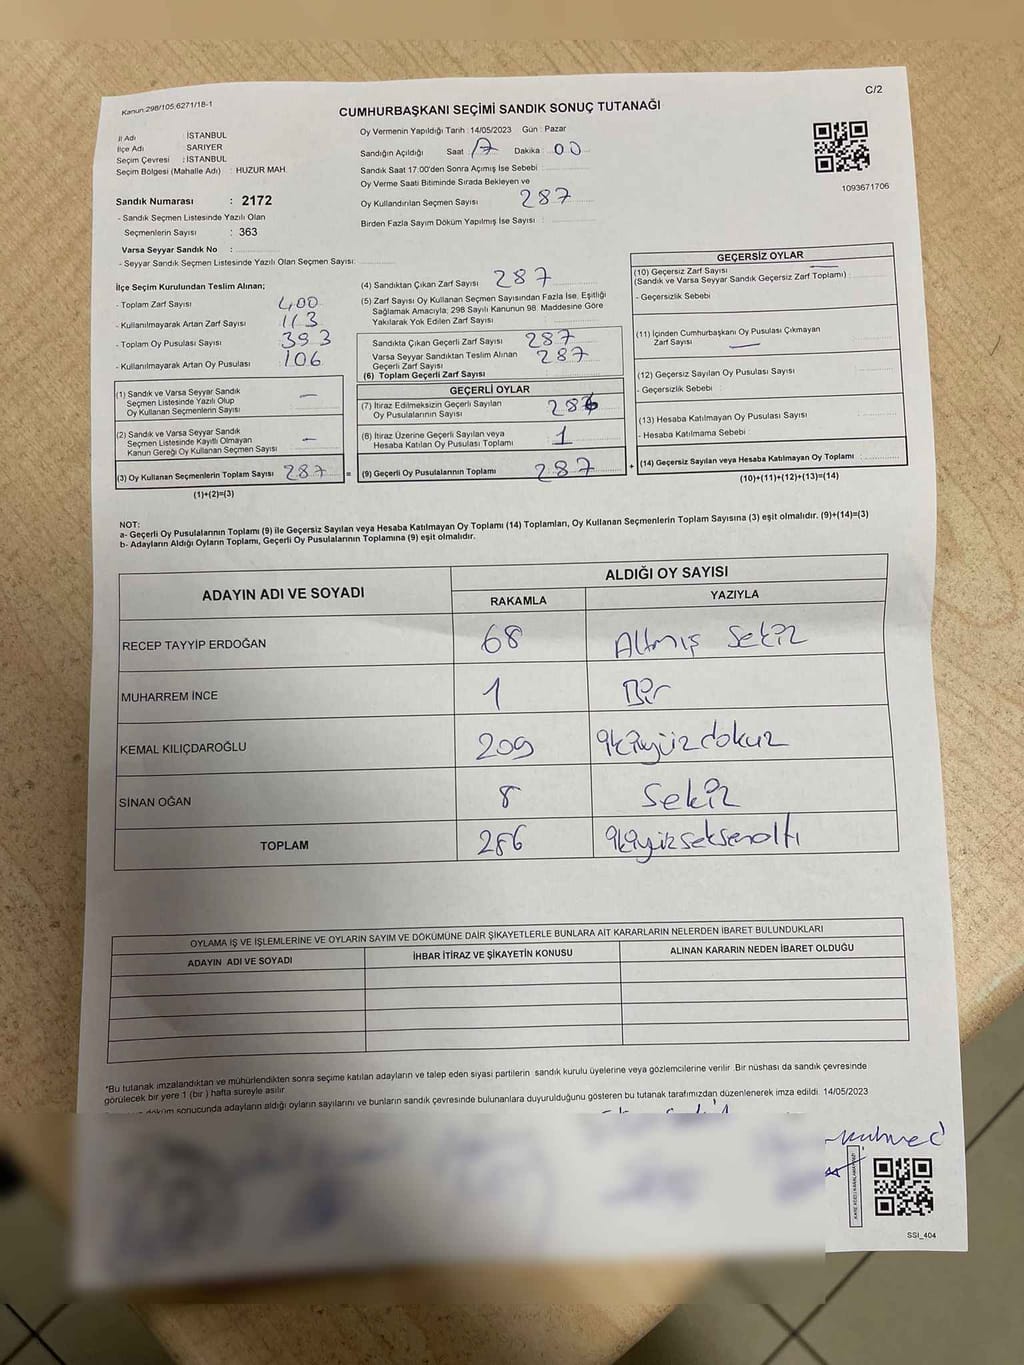 Kanun:298/105;6271/18-1
C/2
CUMHURBAŞKANI SEÇİMİ SANDIK SONUÇ TUTANAĞI
İl Adı : İSTANBUL
İlçe Adı : SARIYER
Seçim Çevresi : İSTANBUL
Seçim Bölgesi (Mahalle Adı) : HUZUR MAH.
Sandık Numarası : 2172
- Sandık Seçmen Listesinde Yazılı Olan
Seçmenlerin Sayısı : 363
Varsa Seyyar Sandık No :
- Seyyar Sandık Seçmen Listesinde Yazılı Olan Seçmen Sayısı:
Oy Vermenin Yapıldığı Tarih : 14/05/2023 Gün : Pazar
Sandığın Açıldığı Saat : 17 Dakika : 00
Sandık Saat 17:00'den Sonra Açımış İse Sebebi :
Oy Verme Saati Bitiminde Sırada Bekleyen ve
Oy Kullandırılan Seçmen Sayısı : 287
Birden Fazla Sayım Döküm Yapılmış İse Sayısı :
1093671706
İlçe Seçim Kurulundan Teslim Alınan;
- Toplam Zarf Sayısı : 400
- Kullanılmayarak Artan Zarf Sayısı : 113
- Toplam Oy Pusulası Sayısı : 393
- Kullanılmayarak Artan Oy Pusulası : 106
(1) Sandık ve Varsa Seyyar Sandık
Seçmen Listesinde Yazılı Olup
Oy Kullanan Seçmenlerin Sayısı —
(2) Sandık ve Varsa Seyyar Sandık
Seçmen Listesinde Kayıtlı Olmayan
Kanun Gereği Oy Kullanan Seçmen Sayısı —
(3) Oy Kullanan Seçmenlerin Toplam Sayısı 287 =
(1)+(2)=(3)
(4) Sandıktan Çıkan Zarf Sayısı : 287
(5) Zarf Sayısı Oy Kullanan Seçmen Sayısından Fazla İse, Eşitliği
Sağlamak Amacıyla; 298 Sayılı Kanunun 98. Maddesine Göre
Yakılarak Yok Edilen Zarf Sayısı :
Sandıkta Çıkan Geçerli Zarf Sayısı : 287
Varsa Seyyar Sandıktan Teslim Alınan
Geçerli Zarf Sayısı : 287
(6) Toplam Geçerli Zarf Sayısı :
GEÇERLİ OYLAR
(7) İtiraz Edilmeksizin Geçerli Sayılan
Oy Pusulalarının Sayısı : 286
(8) İtiraz Üzerine Geçerli Sayılan veya
Hesaba Katılan Oy Pusulası Toplamı 1
(9) Geçerli Oy Pusulalarının Toplamı 287 +
GEÇERSİZ OYLAR
(10) Geçersiz Zarf Sayısı : —
(Sandık ve Varsa Seyyar Sandık Geçersiz Zarf Toplamı) :
- Geçersizlik Sebebi :
(11) İçinden Cumhurbaşkanı Oy Pusulası Çıkmayan
Zarf Sayısı : —
(12) Geçersiz Sayılan Oy Pusulası Sayısı :
- Geçersizlik Sebebi :
(13) Hesaba Katılmayan Oy Pusulası Sayısı :
- Hesaba Katılmama Sebebi :
(14) Geçersiz Sayılan veya Hesaba Katılmayan Oy Toplamı :
(10)+(11)+(12)+(13)=(14)
NOT:
a- Geçerli Oy Pusulalarının Toplamı (9) ile Geçersiz Sayılan veya Hesaba Katılmayan Oy Toplamı (14) Toplamları, Oy Kullanan Seçmenlerin Toplam Sayısına (3) eşit olmalıdır. (9)+(14)=(3)
b- Adayların Aldığı Oyların Toplamı, Geçerli Oy Pusulalarının Toplamına (9) eşit olmalıdır.
ADAYIN ADI VE SOYADI
ALDIĞI OY SAYISI
RAKAMLA YAZIYLA
RECEP TAYYİP ERDOĞAN 68 Altmış Sekiz
MUHARREM İNCE 1 Bir
KEMAL KILIÇDAROĞLU 209 ikiyüzdokuz
SİNAN OĞAN 8 Sekiz
TOPLAM 286 ikiyüzseksenaltı
OYLAMA İŞ VE İŞLEMLERİNE VE OYLARIN SAYIM VE DÖKÜMÜNE DAİR ŞİKAYETLERLE BUNLARA AİT KARARLARIN NELERDEN İBARET BULUNDUKLARI
ADAYIN ADI VE SOYADI İHBAR İTİRAZ VE ŞİKAYETİN KONUSU ALINAN KARARIN NEDEN İBARET OLDUĞU
*Bu tutanak imzalandıktan ve mühürlendikten sonra seçime katılan adayların ve talep eden siyasi partilerin sandık kurulu üyelerine veya gözlemcilerine verilir. Bir nüshası da sandık çevresinde
görülecek bir yere 1 (bir) hafta süreyle asılır.
döküm sonucunda adayların aldığı oyların sayılarını ve bunların sandık çevresinde bulunanlara duyurulduğunu gösteren bu tutanak tarafımızdan düzenlenerek imza edildi. 14/05/2023
SSI_404